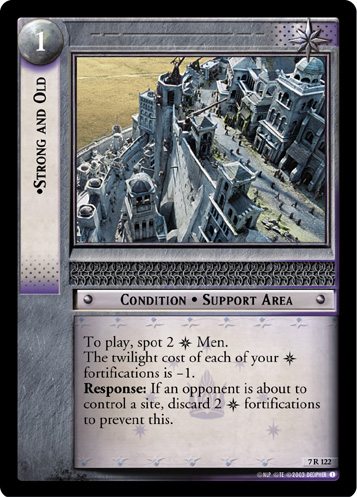 1
•Strong and Old
Condition • Support Area
To play, spot 2 Men.
The twilight cost of each of your
fortifications is –1.
Response: If an opponent is about to
control a site, discard 2 fortifications
to prevent this.
7 R 122